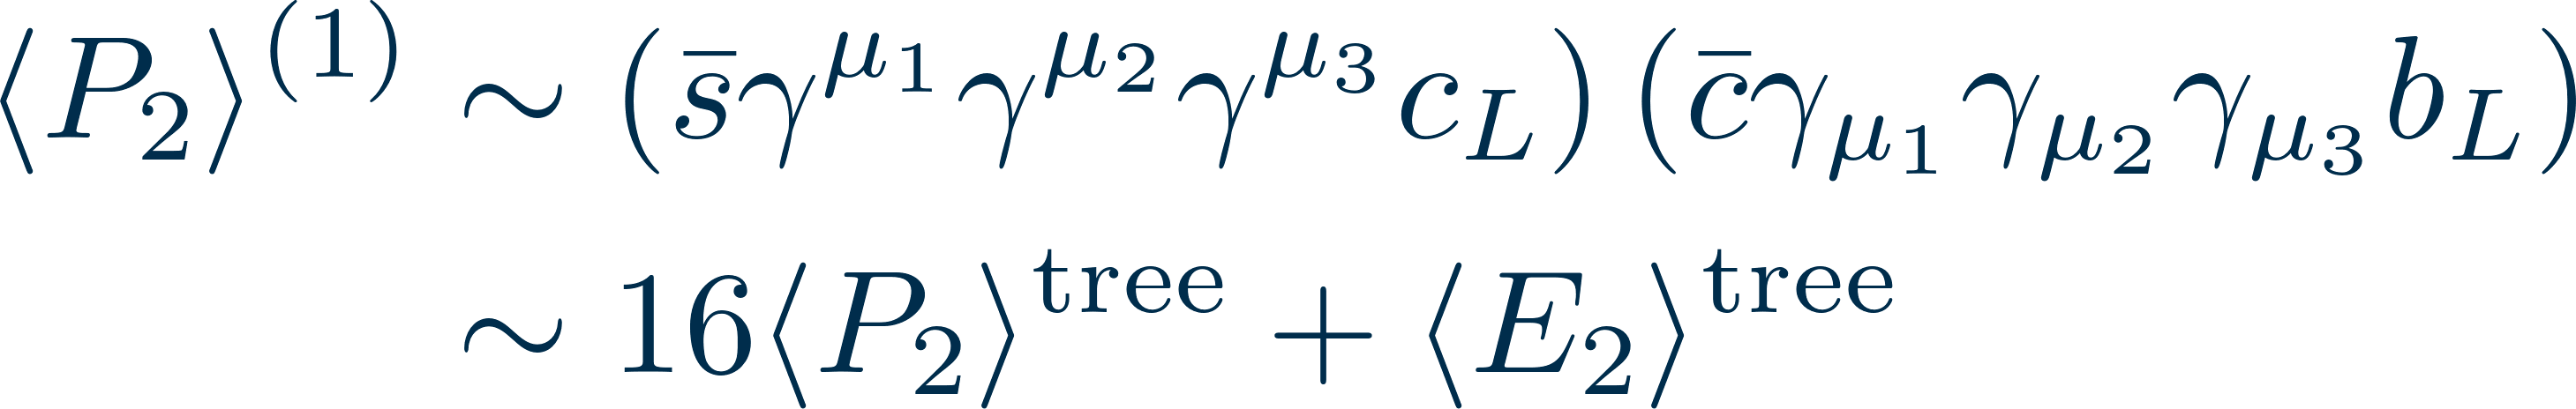 ⟨P₂⟩⁽¹⁾ ∼ (s̄γ^{μ₁}γ^{μ₂}γ^{μ₃}c_L)(c̄γ_{μ₁}γ_{μ₂}γ_{μ₃}b_L)
∼ 16⟨P₂⟩^{tree} + ⟨E₂⟩^{tree}